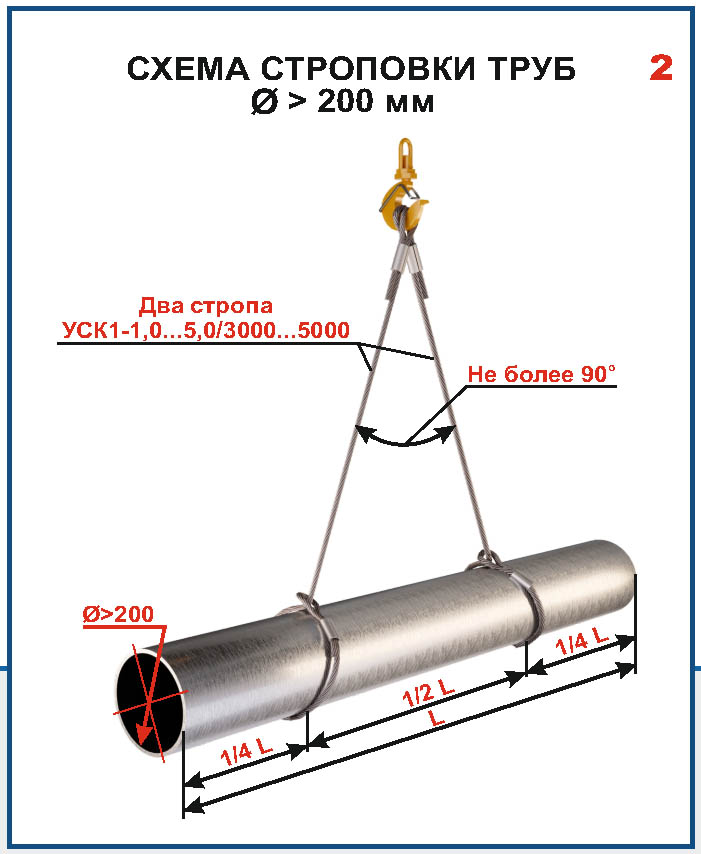 СХЕМА СТРОПОВКИ ТРУБ
2
Ø > 200 мм
Два стропа
УСК1-1,0...5,0/3000...5000
Не более 90°
Ø>200
1/4 L
1/2 L
L
1/4 L